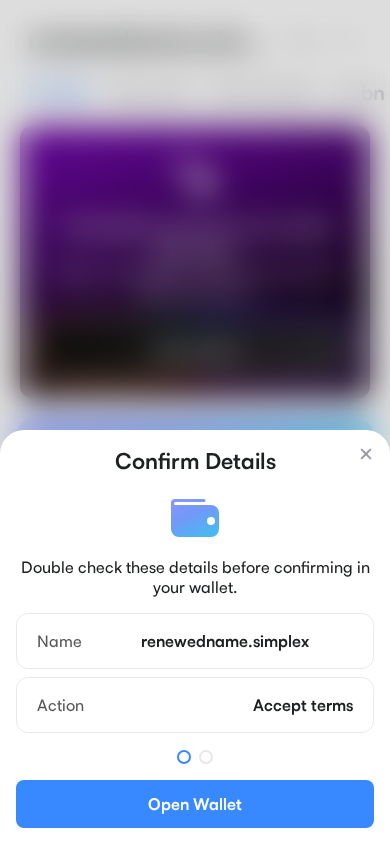 Confirm Details
Double check these details before confirming in
your wallet.
Name renewedname.simplex
Action Accept terms
Open Wallet